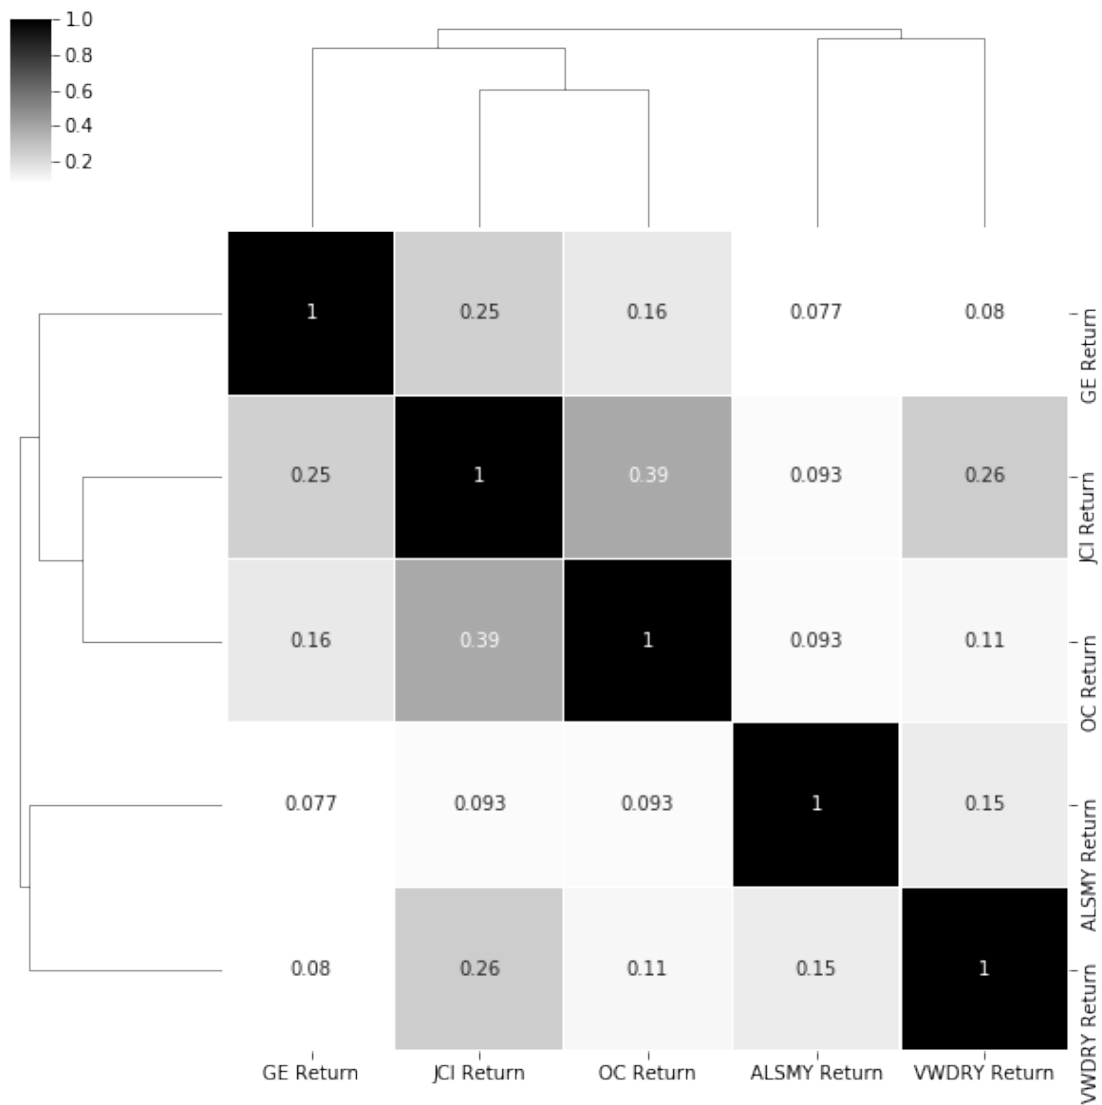 1.0
0.8
0.6
0.4
0.2
1 0.25 0.16 0.077 0.08
0.25 1 0.39 0.093 0.26
0.16 0.39 1 0.093 0.11
0.077 0.093 0.093 1 0.15
0.08 0.26 0.11 0.15 1
GE Return
JCI Return
OC Return
ALSMY Return
VWDRY Return
GE Return JCI Return OC Return ALSMY Return VWDRY Return